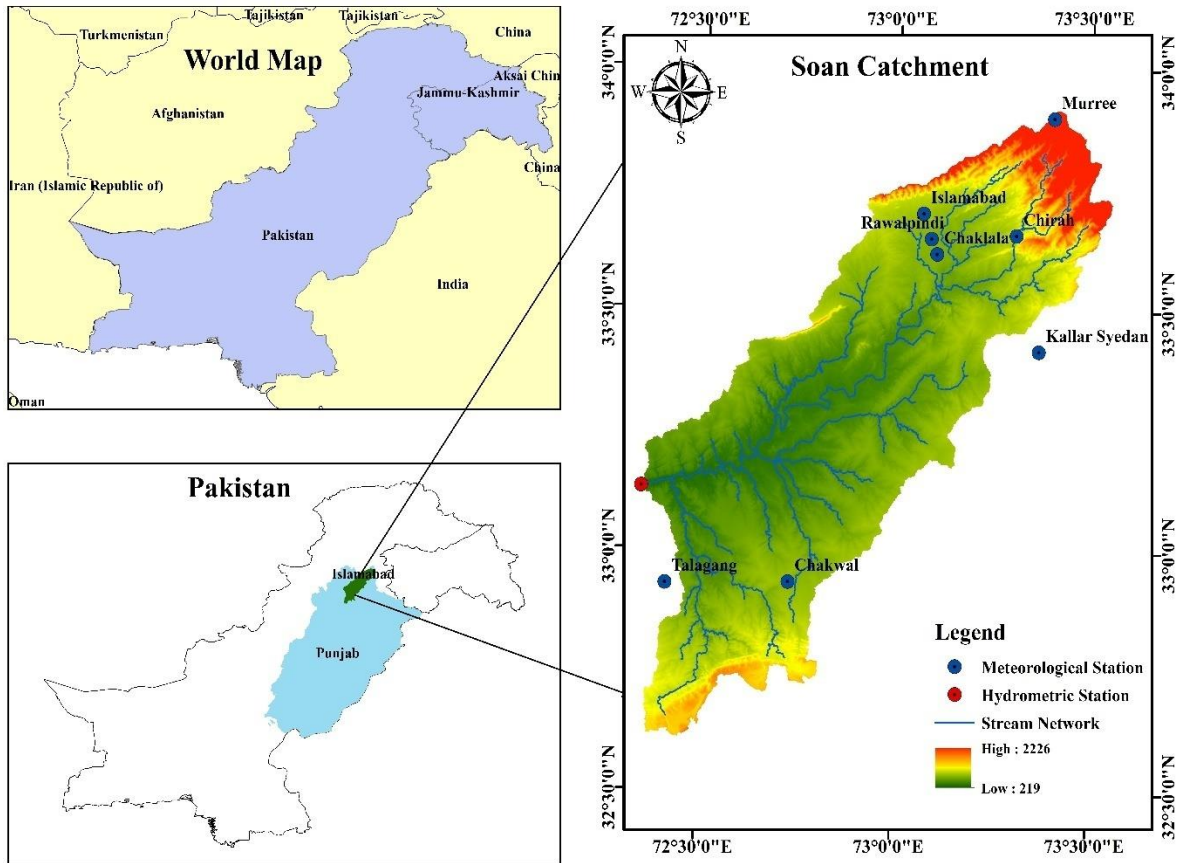 World Map
Turkmenistan
Tajikistan
Tajikistan
China
Aksai Chin
Jammu-Kashmir
Afghanistan
China
Iran (Islamic Republic of)
Pakistan
India
Oman
Pakistan
Islamabad
Punjab
72°30'0"E
73°0'0"E
73°30'0"E
34°0'0"N
34°0'0"N
N
W
E
S
Soan Catchment
Murree
Islamabad
Rawalpindi
Chaklala
Chirah
33°30'0"N
33°30'0"N
Kallar Syedan
33°0'0"N
33°0'0"N
Talagang
Chakwal
Legend
Meteorological Station
Hydrometric Station
Stream Network
High : 2226
Low : 219
32°30'0"N
32°30'0"N
72°30'0"E
73°0'0"E
73°30'0"E